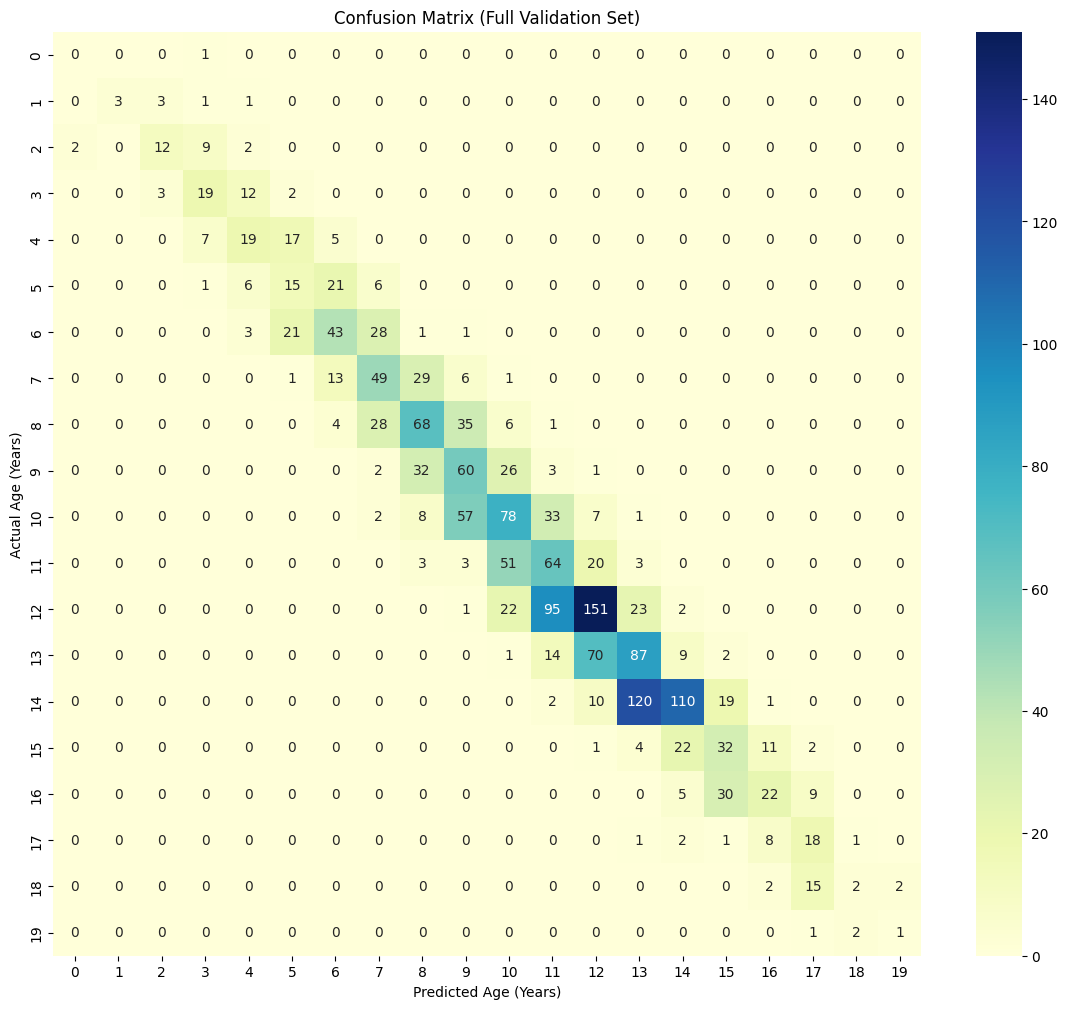 Confusion Matrix (Full Validation Set)
0 0 0 0 1 0 0 0 0 0 0 0 0 0 0 0 0 0 0 0 0
1 0 3 3 1 1 0 0 0 0 0 0 0 0 0 0 0 0 0 0 0
2 2 0 12 9 2 0 0 0 0 0 0 0 0 0 0 0 0 0 0 0
3 0 0 3 19 12 2 0 0 0 0 0 0 0 0 0 0 0 0 0 0
4 0 0 0 7 19 17 5 0 0 0 0 0 0 0 0 0 0 0 0 0
5 0 0 0 1 6 15 21 6 0 0 0 0 0 0 0 0 0 0 0 0
6 0 0 0 0 3 21 43 28 1 1 0 0 0 0 0 0 0 0 0 0
7 0 0 0 0 0 1 13 49 29 6 1 0 0 0 0 0 0 0 0 0
8 0 0 0 0 0 0 4 28 68 35 6 1 0 0 0 0 0 0 0 0
9 0 0 0 0 0 0 0 2 32 60 26 3 1 0 0 0 0 0 0 0
10 0 0 0 0 0 0 0 2 8 57 78 33 7 1 0 0 0 0 0 0
11 0 0 0 0 0 0 0 0 3 3 51 64 20 3 0 0 0 0 0 0
12 0 0 0 0 0 0 0 0 0 1 22 95 151 23 2 0 0 0 0 0
13 0 0 0 0 0 0 0 0 0 0 1 14 70 87 9 2 0 0 0 0
14 0 0 0 0 0 0 0 0 0 0 0 2 10 120 110 19 1 0 0 0
15 0 0 0 0 0 0 0 0 0 0 0 0 1 4 22 32 11 2 0 0
16 0 0 0 0 0 0 0 0 0 0 0 0 0 0 5 30 22 9 0 0
17 0 0 0 0 0 0 0 0 0 0 0 0 0 1 2 1 8 18 1 0
18 0 0 0 0 0 0 0 0 0 0 0 0 0 0 0 0 2 15 2 2
19 0 0 0 0 0 0 0 0 0 0 0 0 0 0 0 0 0 1 2 1
0 1 2 3 4 5 6 7 8 9 10 11 12 13 14 15 16 17 18 19
Predicted Age (Years)
Actual Age (Years)
140
120
100
80
60
40
20
0